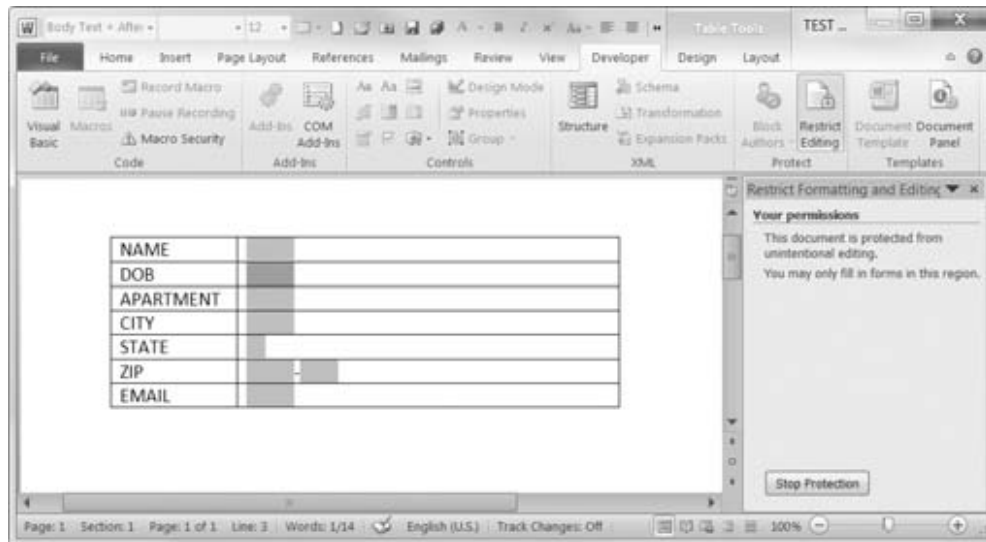 W Body Text + After 12 A B I x Aa Table Tools TEST ...
File Home Insert Page Layout References Mailings Review View Developer Design Layout
Visual Basic
Macros
Record Macro
Pause Recording
Macro Security
Code
Add-Ins
COM Add-Ins
Add-Ins
Aa Aa
Design Mode
Properties
Group
Controls
Structure
Schema
Transformation
Expansion Packs
XML
Block Authors
Restrict Editing
Protect
Document Template
Document Panel
Templates
NAME
DOB
APARTMENT
CITY
STATE
ZIP -
EMAIL
Restrict Formatting and Editing
Your permissions
This document is protected from
unintentional editing.
You may only fill in forms in this region.
Stop Protection
Page: 1 Section: 1 Page: 1 of 1 Line: 3 Words: 1/14 English (U.S.) Track Changes: Off 100%